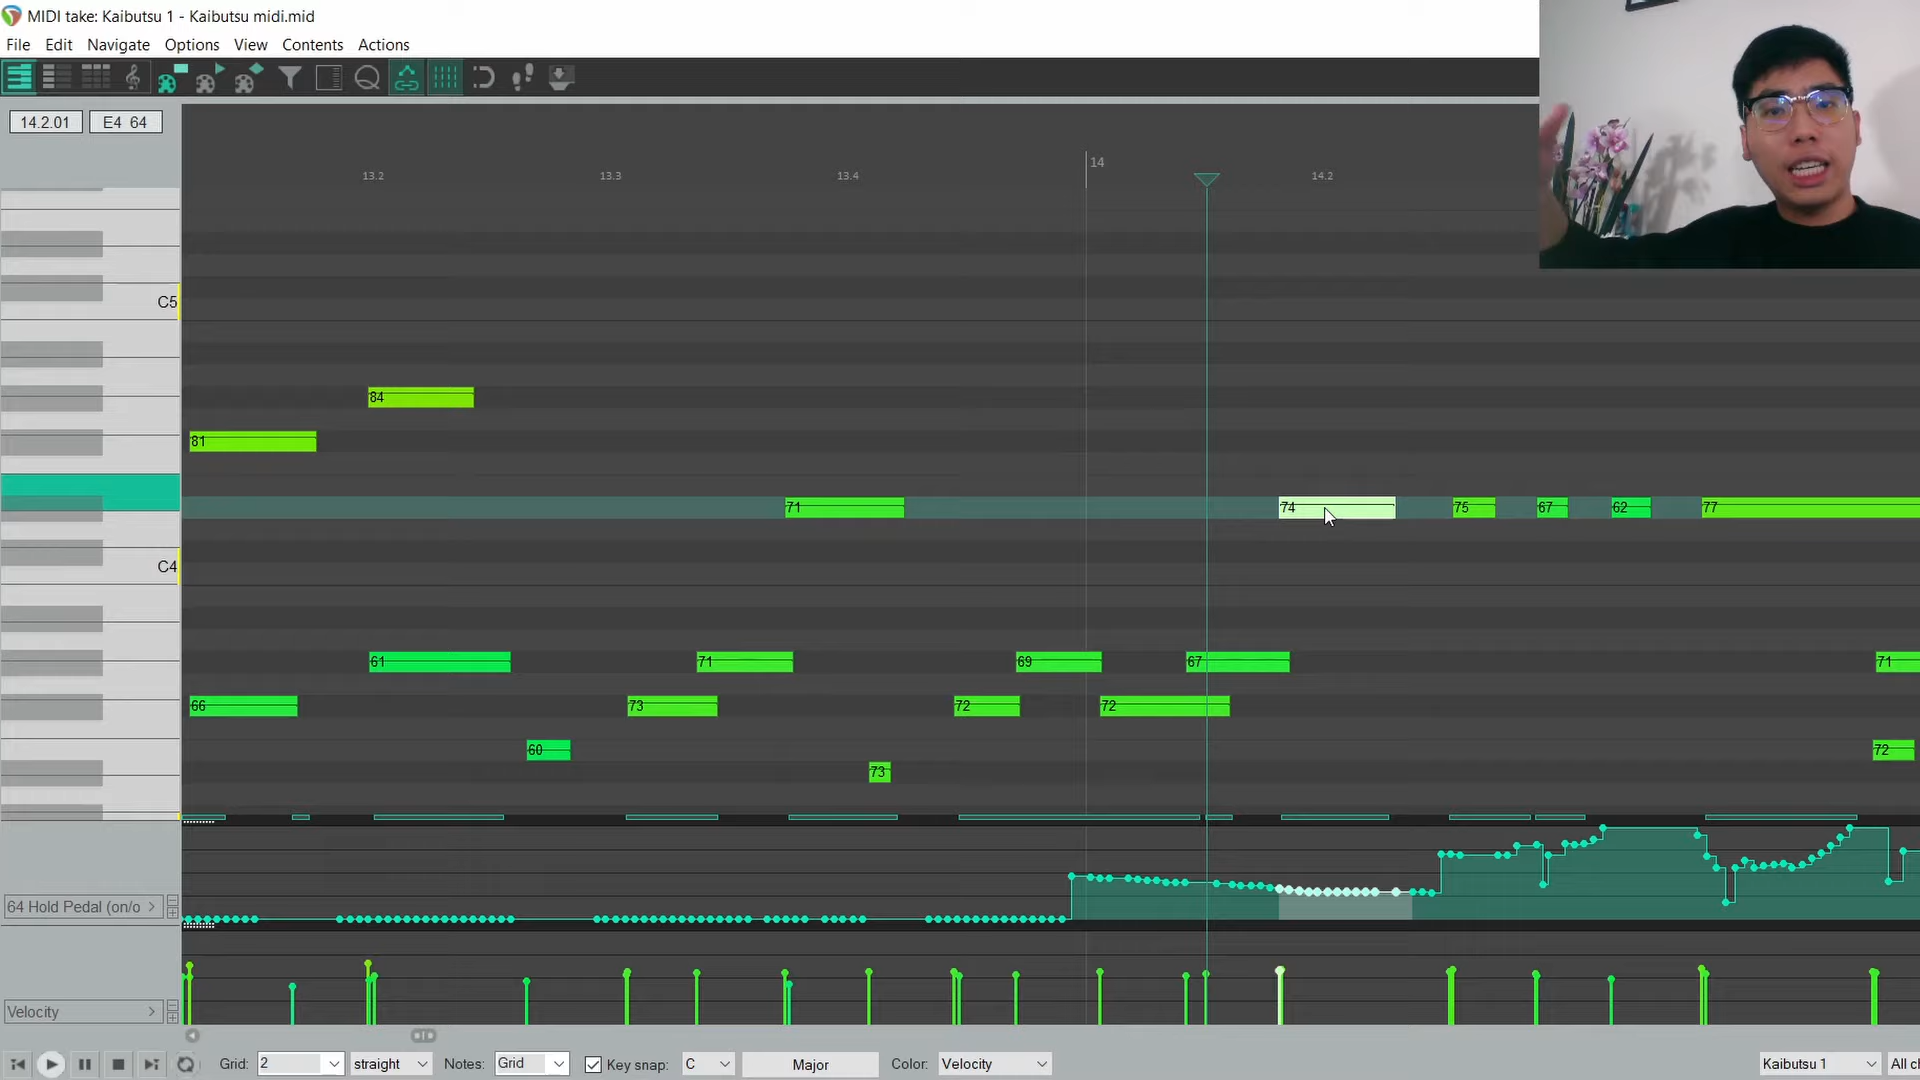 MIDI take: Kaibutsu 1 - Kaibutsu midi.mid
File Edit Navigate Options View Contents Actions
14.2.01 E4 64
14
13.2 13.3 13.4 14.2
C5
84
81
71 74 75 67 62 77
C4
61 71 69 67 71
66 73 72 72
60 72
73
64 Hold Pedal (on/o
Velocity
Grid: 2 straight Notes: Grid Key snap: C Major Color: Velocity Kaibutsu 1 All c